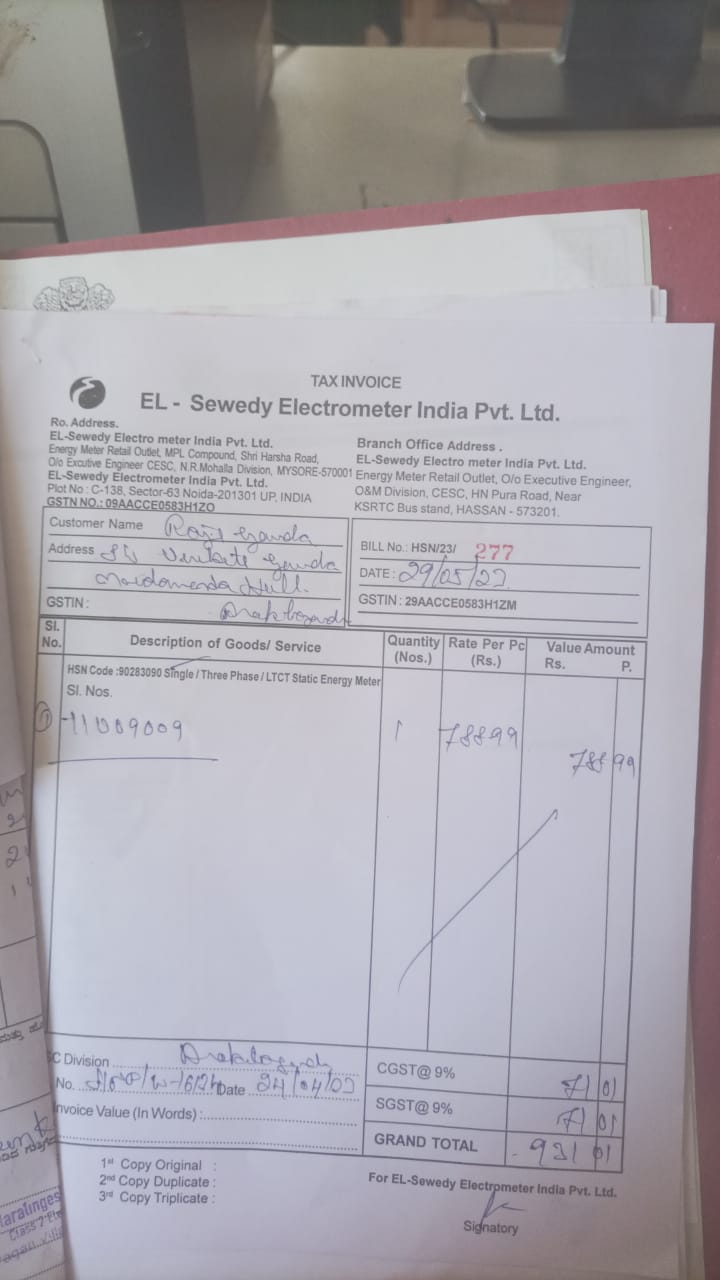 TAX INVOICE
EL - Sewedy Electrometer India Pvt. Ltd.
Ro. Address.
EL-Sewedy Electro meter India Pvt. Ltd.
Energy Meter Retail Outlet, MPL Compound, Shri Harsha Road,
O/o Excutive Engineer CESC, N.R.Mohalla Division, MYSORE-570001
EL-Sewedy Electrometer India Pvt. Ltd.
Plot No : C-138, Sector-63 Noida-201301 UP, INDIA
GSTN NO.: 09AACCE0583H1ZO
Branch Office Address .
EL-Sewedy Electro meter India Pvt. Ltd.
Energy Meter Retail Outlet, O/o Executive Engineer,
O&M Division, CESC, HN Pura Road, Near
KSRTC Bus stand, HASSAN - 573201.
Customer Name
Address
GSTIN :
BILL No.: HSN/23/ 277
DATE : 29/05/23
GSTIN : 29AACCE0583H1ZM
Sl. No. Description of Goods/ Service Quantity (Nos.) Rate Per Pc (Rs.) Value Amount Rs. P.
HSN Code :90283090 Single / Three Phase / LTCT Static Energy Meter
Sl. Nos.
1 11009009 1 788 99 788 99
Division
No. Date 24/04/23
Invoice Value (In Words) :
CGST@ 9% 71 01
SGST@ 9% 71 01
GRAND TOTAL 931 01
1st Copy Original :
2nd Copy Duplicate :
3rd Copy Triplicate :
For EL-Sewedy Electrometer India Pvt. Ltd.
Signatory